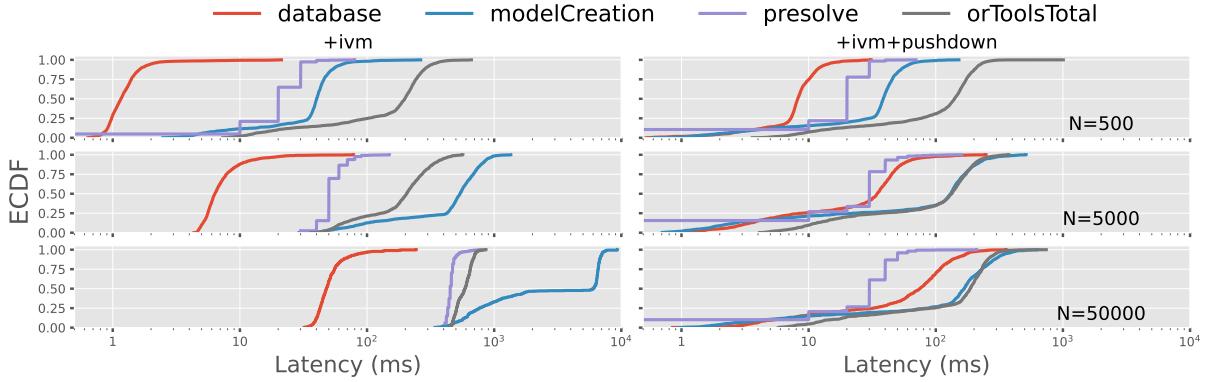 database modelCreation presolve orToolsTotal
+ivm +ivm+pushdown
1.00
0.75
0.50
0.25
0.00
N=500
1.00
0.75
0.50
0.25
0.00
N=5000
1.00
0.75
0.50
0.25
0.00
N=50000
ECDF
1 10 10² 10³ 10⁴ 1 10 10² 10³ 10⁴
Latency (ms) Latency (ms)